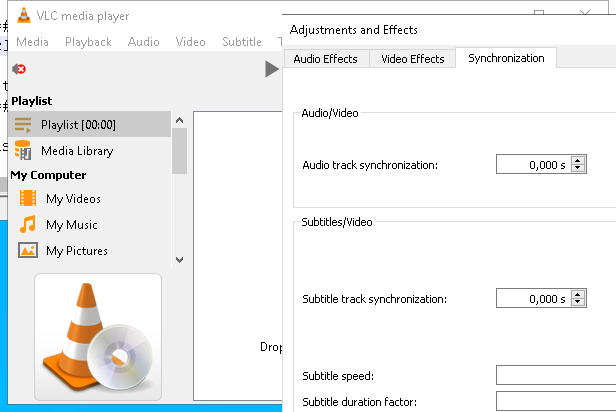 VLC media player
Media Playback Audio Video Subtitle
Playlist
Playlist [00:00]
Media Library
My Computer
My Videos
My Music
My Pictures
Drop
Adjustments and Effects
Audio Effects Video Effects Synchronization
Audio/Video
Audio track synchronization: 0,000 s
Subtitles/Video
Subtitle track synchronization: 0,000 s
Subtitle speed:
Subtitle duration factor: